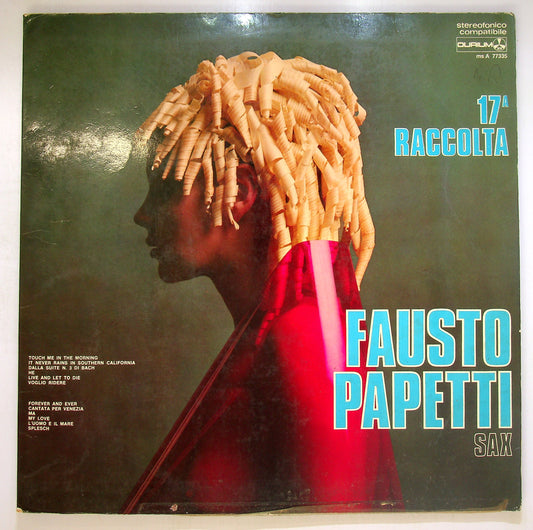 stereofonico
compatibile
DURIUM
ms A 77335
17ª
RACCOLTA
FAUSTO
PAPETTI
SAX
TOUCH ME IN THE MORNING
IT NEVER RAINS IN SOUTHERN CALIFORNIA
DALLA SUITE N. 3 DI BACH
HE
LIVE AND LET TO DIE
VOGLIO RIDERE
FOREVER AND EVER
CANTATA PER VENEZIA
MA
MY LOVE
L'UOMO E IL MARE
SPLESCH